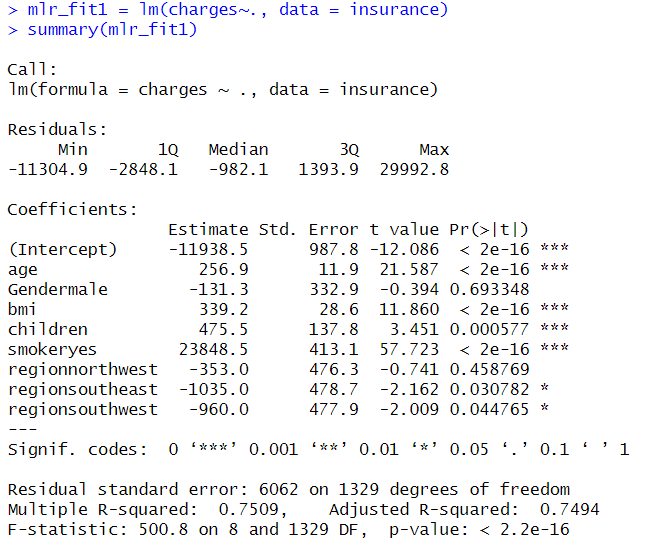 > mlr_fit1 = lm(charges~., data = insurance)
> summary(mlr_fit1)
Call:
lm(formula = charges ~ ., data = insurance)
Residuals:
Min 1Q Median 3Q Max
-11304.9 -2848.1 -982.1 1393.9 29992.8
Coefficients:
Estimate Std. Error t value Pr(>|t|)
(Intercept) -11938.5 987.8 -12.086 < 2e-16 ***
age 256.9 11.9 21.587 < 2e-16 ***
Gendermale -131.3 332.9 -0.394 0.693348
bmi 339.2 28.6 11.860 < 2e-16 ***
children 475.5 137.8 3.451 0.000577 ***
smokeryes 23848.5 413.1 57.723 < 2e-16 ***
regionnorthwest -353.0 476.3 -0.741 0.458769
regionsoutheast -1035.0 478.7 -2.162 0.030782 *
regionsouthwest -960.0 477.9 -2.009 0.044765 *
---
Signif. codes: 0 ‘***’ 0.001 ‘**’ 0.01 ‘*’ 0.05 ‘.’ 0.1 ‘ ’ 1
Residual standard error: 6062 on 1329 degrees of freedom
Multiple R-squared: 0.7509, Adjusted R-squared: 0.7494
F-statistic: 500.8 on 8 and 1329 DF, p-value: < 2.2e-16